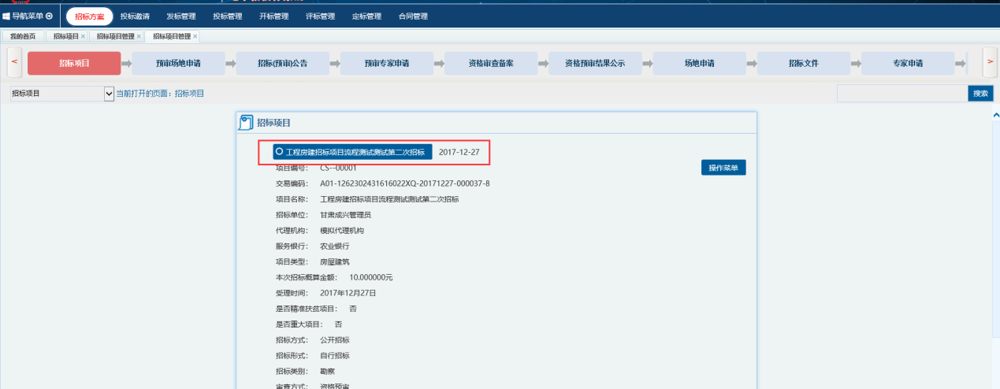 导航菜单 招标方案 投标邀请 发标管理 投标管理 开标管理 评标管理 定标管理 合同管理
我的首页 招标项目 × 招标项目管理 × 招标项目管理 ×
< 招标项目 预审场地申请 招标(预审)公告 预审专家申请 资格审查备案 资格预审结果公示 场地申请 招标文件 专家申请 >
招标项目 当前打开的页面：招标项目 搜索
招标项目
工程房建招标项目流程测试测试第二次招标 2017-12-27
项目编号： CS--00001
操作菜单
交易编码： A01-1262302431616022XQ-20171227-000037-8
项目名称： 工程房建招标项目流程测试测试第二次招标
招标单位： 甘肃成兴管理员
代理机构： 模拟代理机构
服务银行： 农业银行
项目类型： 房屋建筑
本次招标概算金额： 10.000000元
受理时间： 2017年12月27日
是否精准扶贫项目： 否
是否重大项目： 否
招标方式： 公开招标
招标形式： 自行招标
招标类别： 勘察
审查方式： 资格预审